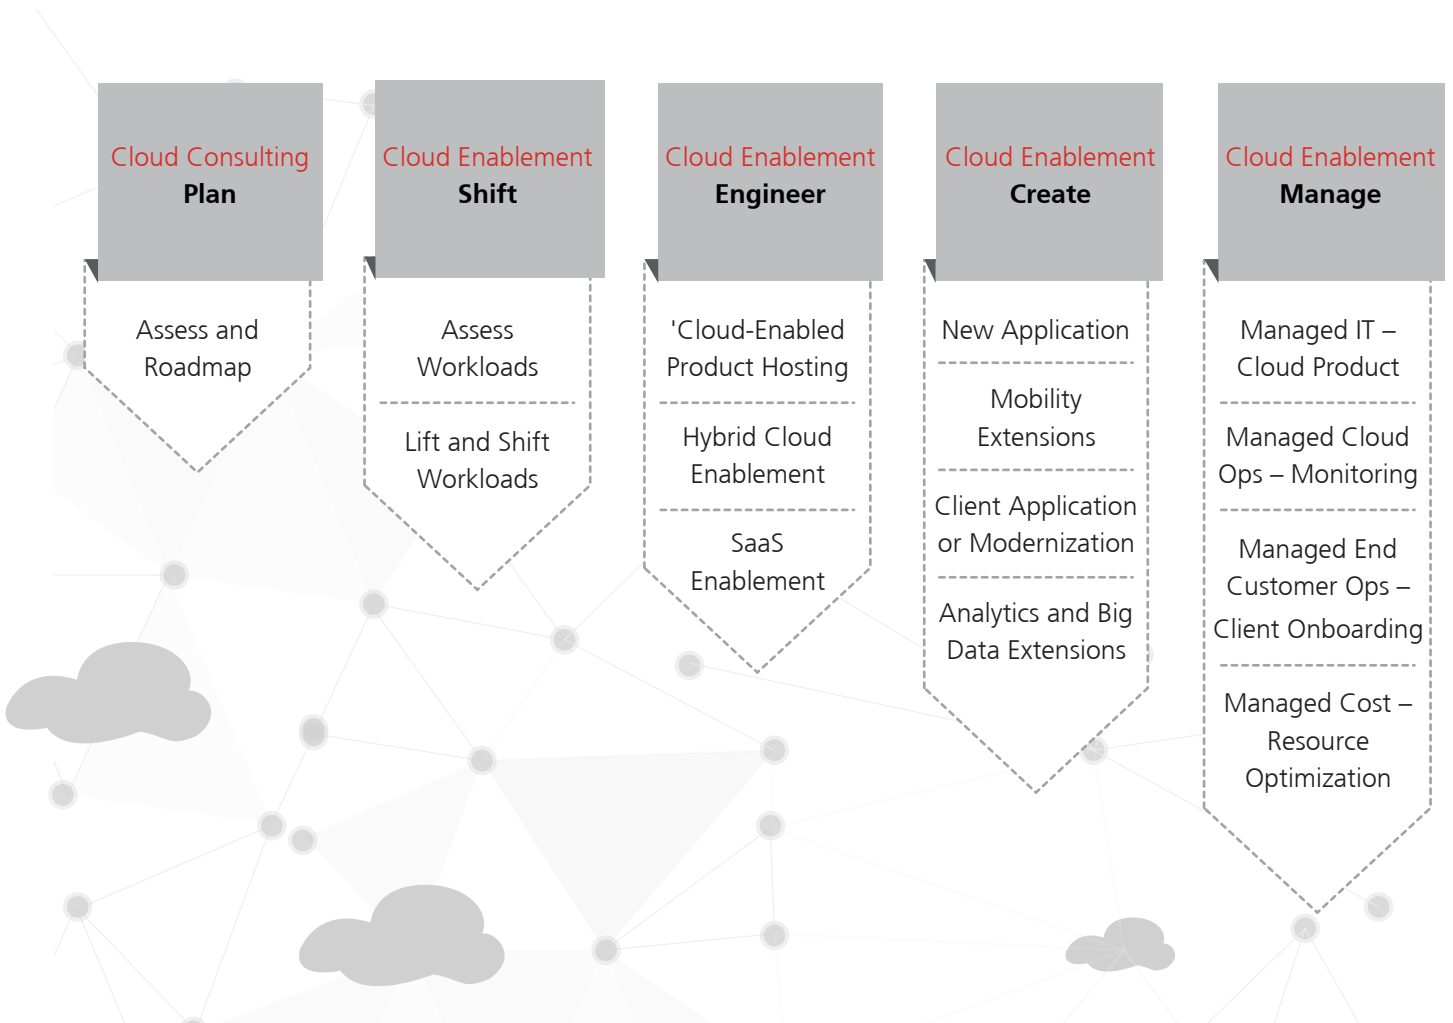 Cloud Consulting
Plan
Assess and
Roadmap
Cloud Enablement
Shift
Assess
Workloads
Lift and Shift
Workloads
Cloud Enablement
Engineer
'Cloud-Enabled
Product Hosting
Hybrid Cloud
Enablement
SaaS
Enablement
Cloud Enablement
Create
New Application
Mobility
Extensions
Client Application
or Modernization
Analytics and Big
Data Extensions
Cloud Enablement
Manage
Managed IT –
Cloud Product
Managed Cloud
Ops – Monitoring
Managed End
Customer Ops –
Client Onboarding
Managed Cost –
Resource
Optimization